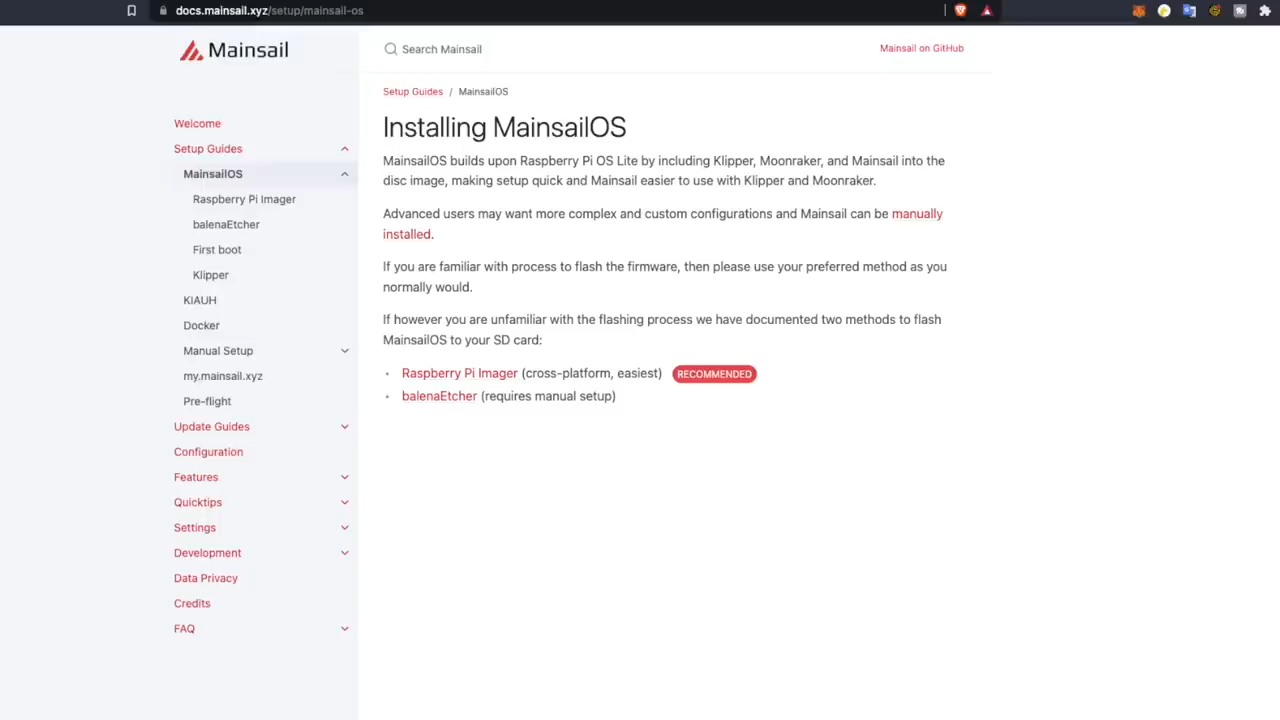 docs.mainsail.xyz/setup/mainsail-os
Mainsail
Search Mainsail
Mainsail on GitHub
Welcome
Setup Guides
MainsailOS
Raspberry Pi Imager
balenaEtcher
First boot
Klipper
KiAUH
Docker
Manual Setup
my.mainsail.xyz
Pre-flight
Update Guides
Configuration
Features
Quicktips
Settings
Development
Data Privacy
Credits
FAQ
Setup Guides / MainsailOS
Installing MainsailOS
MainsailOS builds upon Raspberry Pi OS Lite by including Klipper, Moonraker, and Mainsail into the
disc image, making setup quick and Mainsail easier to use with Klipper and Moonraker.
Advanced users may want more complex and custom configurations and Mainsail can be manually
installed.
If you are familiar with process to flash the firmware, then please use your preferred method as you
normally would.
If however you are unfamiliar with the flashing process we have documented two methods to flash
MainsailOS to your SD card:
• Raspberry Pi Imager (cross-platform, easiest) RECOMMENDED
• balenaEtcher (requires manual setup)